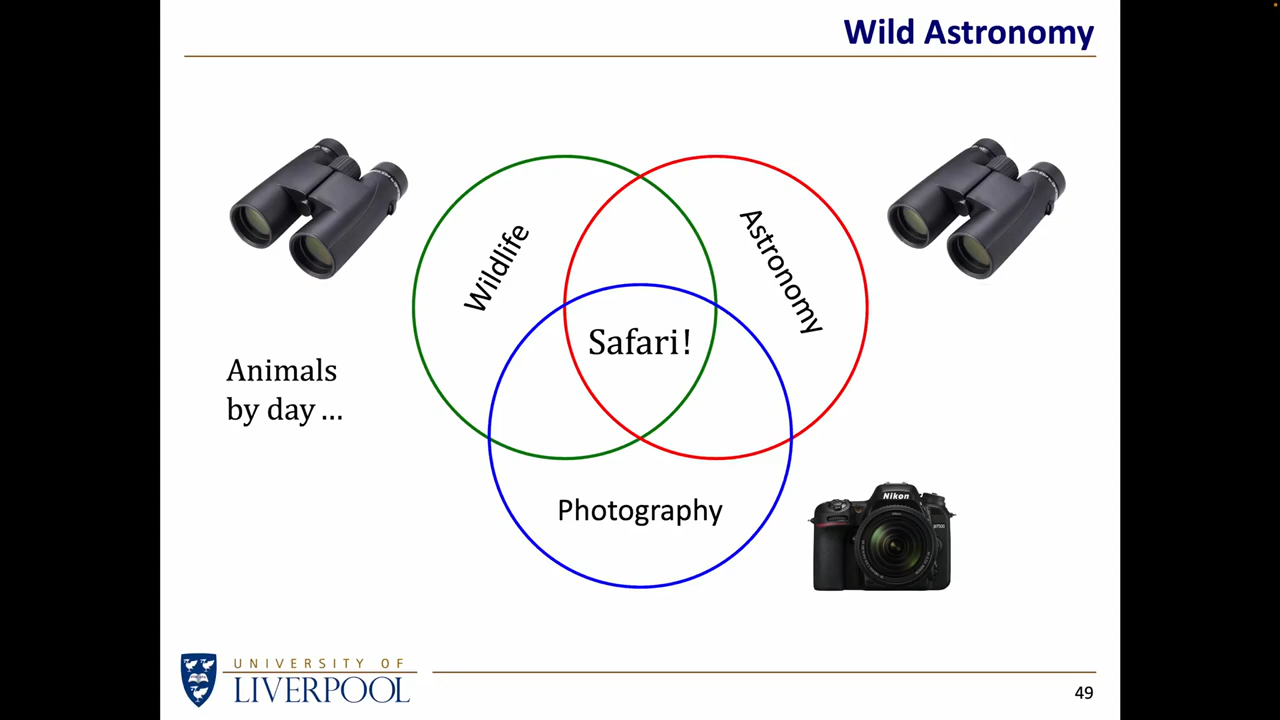 Wild Astronomy
Wildlife
Astronomy
Safari!
Animals
by day ...
Photography
Nikon
UNIVERSITY OF
LIVERPOOL
49